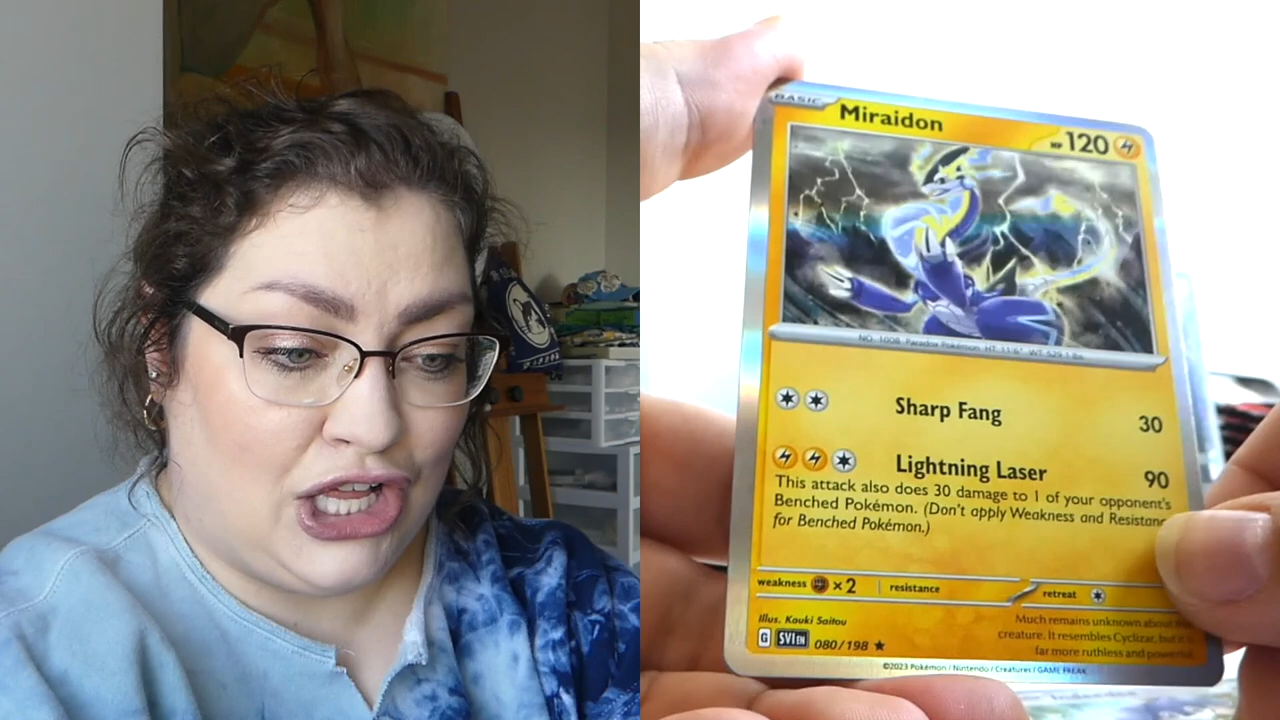 BASIC
Miraidon
HP 120
NO. 1008 Paradox Pokémon HT: 11'6" WT: 529.1 lbs.
Sharp Fang 30
Lightning Laser 90
This attack also does 30 damage to 1 of your opponent's
Benched Pokémon. (Don't apply Weakness and Resistanc
for Benched Pokémon.)
weakness ×2 resistance retreat
Illus. Kouki Saitou
G SVI EN 080/198 ★
Much remains unknown about this
creature. It resembles Cyclizar, but it is
far more ruthless and powerful.
©2023 Pokémon / Nintendo / Creatures / GAME FREAK